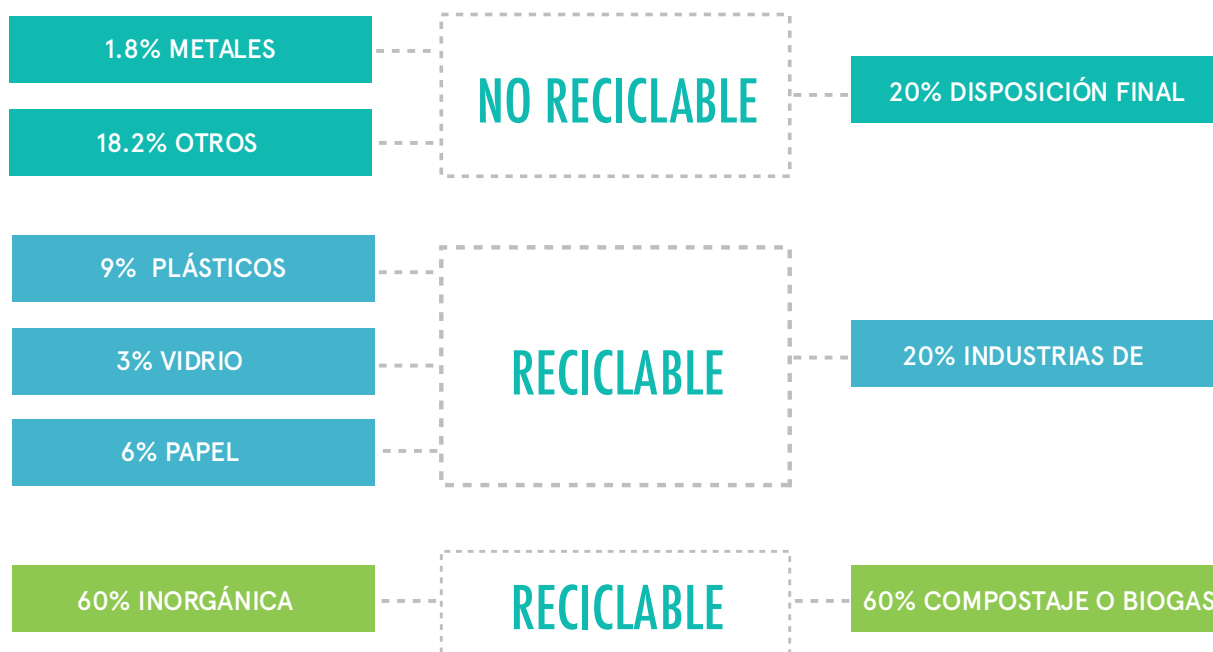 1.8% METALES
18.2% OTROS
NO RECICLABLE
20% DISPOSICIÓN FINAL
9% PLÁSTICOS
3% VIDRIO
6% PAPEL
RECICLABLE
20% INDUSTRIAS DE
60% INORGÁNICA
RECICLABLE
60% COMPOSTAJE O BIOGAS